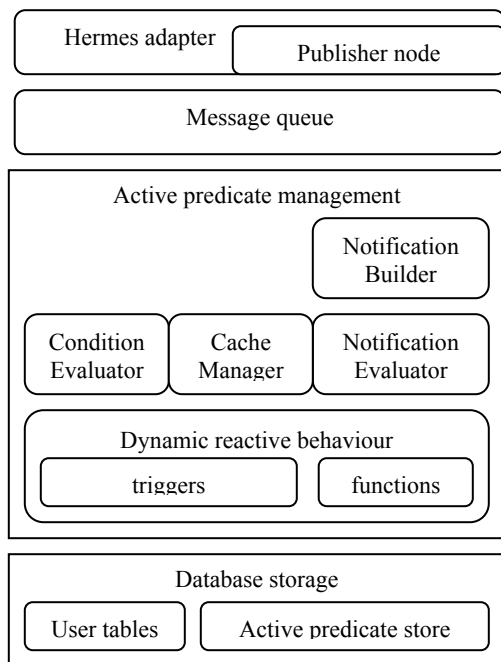 Hermes adapter
Publisher node
Message queue
Active predicate management
Notification
Builder
Condition
Evaluator
Cache
Manager
Notification
Evaluator
Dynamic reactive behaviour
triggers
functions
Database storage
User tables
Active predicate store